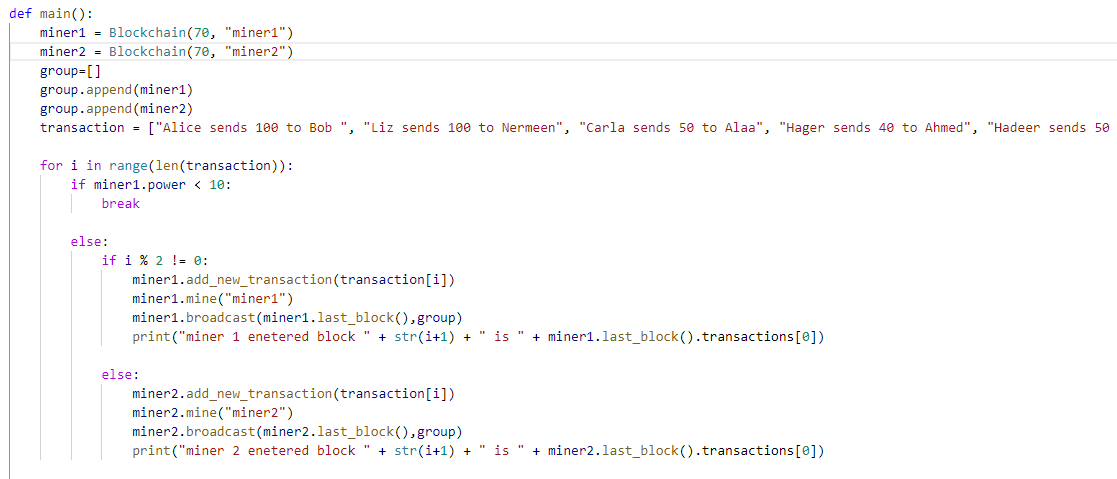 def main():
    miner1 = Blockchain(70, "miner1")
    miner2 = Blockchain(70, "miner2")
    group=[]
    group.append(miner1)
    group.append(miner2)
    transaction = ["Alice sends 100 to Bob ", "Liz sends 100 to Nermeen", "Carla sends 50 to Alaa", "Hager sends 40 to Ahmed", "Hadeer sends 50
    for i in range(len(transaction)):
        if miner1.power < 10:
            break
        else:
            if i % 2 != 0:
                miner1.add_new_transaction(transaction[i])
                miner1.mine("miner1")
                miner1.broadcast(miner1.last_block(),group)
                print("miner 1 enetered block " + str(i+1) + " is " + miner1.last_block().transactions[0])
            else:
                miner2.add_new_transaction(transaction[i])
                miner2.mine("miner2")
                miner2.broadcast(miner2.last_block(),group)
                print("miner 2 enetered block " + str(i+1) + " is " + miner2.last_block().transactions[0])